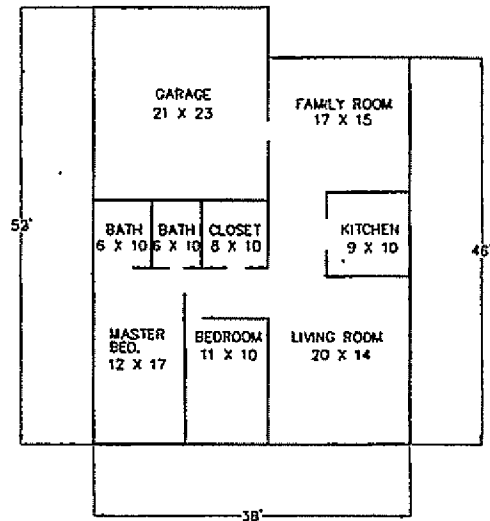 GARAGE
21 X 23
FAMILY ROOM
17 X 15
BATH
6 X 10
BATH
6 X 10
CLOSET
8 X 10
KITCHEN
9 X 10
MASTER
BED.
12 X 17
BEDROOM
11 X 10
LIVING ROOM
20 X 14
46'
38'